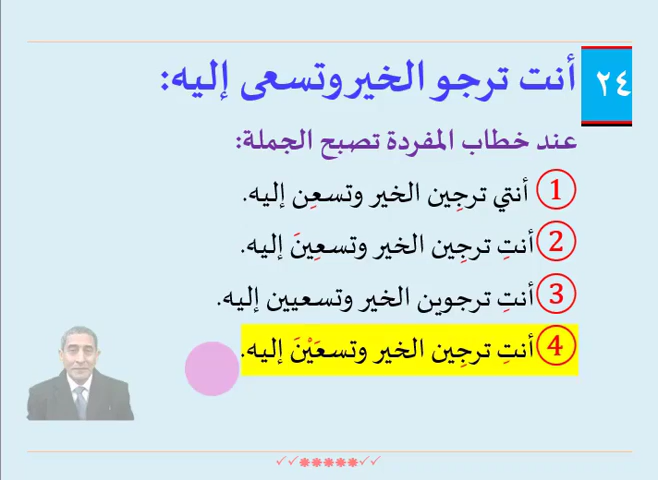 ٢٤ أنت ترجو الخير وتسعى إليه:
عند خطاب المفردة تصبح الجملة:
1 أنتي ترجِين الخير وتسعِن إليه.
2 أنتِ ترجِين الخير وتسعِينَ إليه.
3 أنتِ ترجوين الخير وتسعيين إليه.
4 أنتِ ترجِين الخير وتسعَيْنَ إليه.